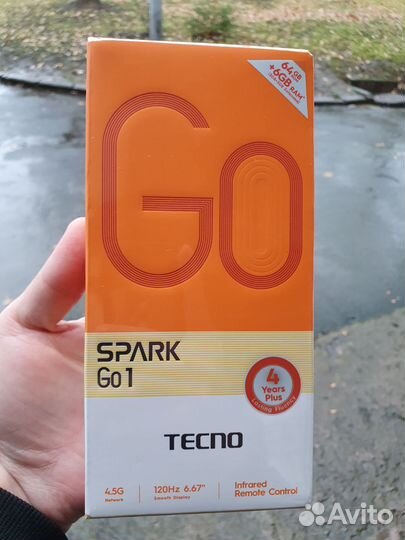 64GB
+6GB RAM*
Go
SPARK
Go 1
4
Years
Plus
Lasting Fluency
TECNO
4.5G
Network
120Hz 6.67"
Smooth Display
Infrared
Remote Control
Avito